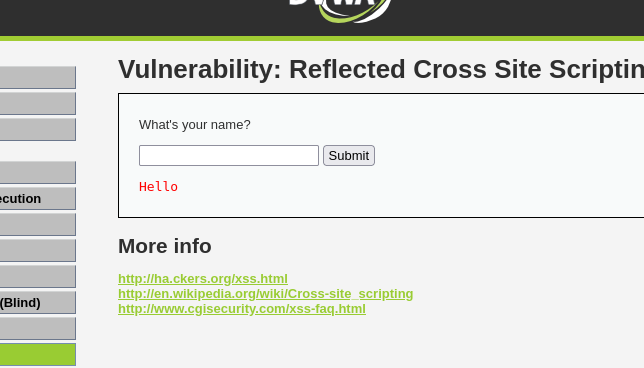 DVWA
Vulnerability: Reflected Cross Site Scriptin
What's your name?
Submit
Hello
ecution
More info
http://ha.ckers.org/xss.html
http://en.wikipedia.org/wiki/Cross-site_scripting
http://www.cgisecurity.com/xss-faq.html
(Blind)